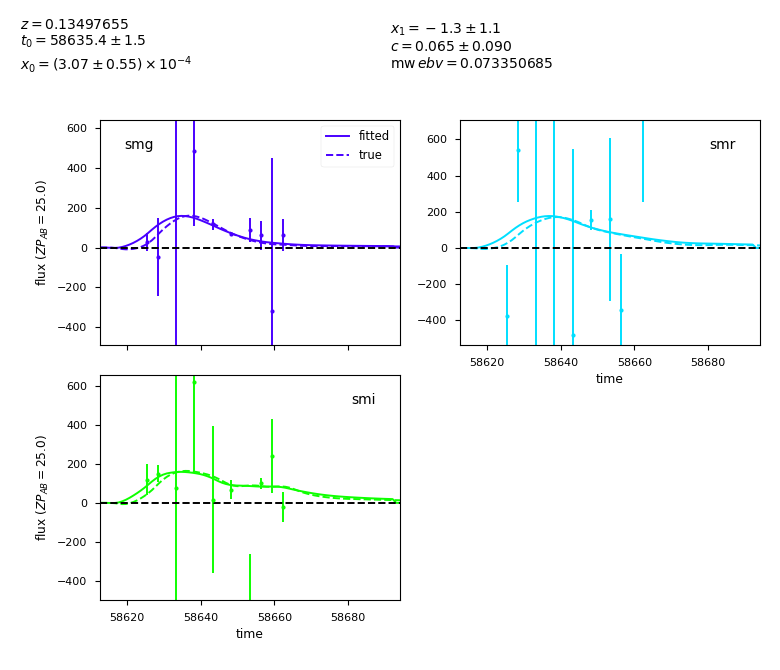 z = 0.13497655
t₀ = 58635.4 ± 1.5
x₀ = (3.07 ± 0.55) × 10⁻⁴
x₁ = −1.3 ± 1.1
c = 0.065 ± 0.090
mw ebv = 0.073350685
smg
fitted
true
600
400
200
0
−200
−400
flux (ZP_AB = 25.0)
smr
600
400
200
0
−200
−400
58620 58640 58660 58680
time
smi
600
400
200
0
−200
−400
flux (ZP_AB = 25.0)
58620 58640 58660 58680
time